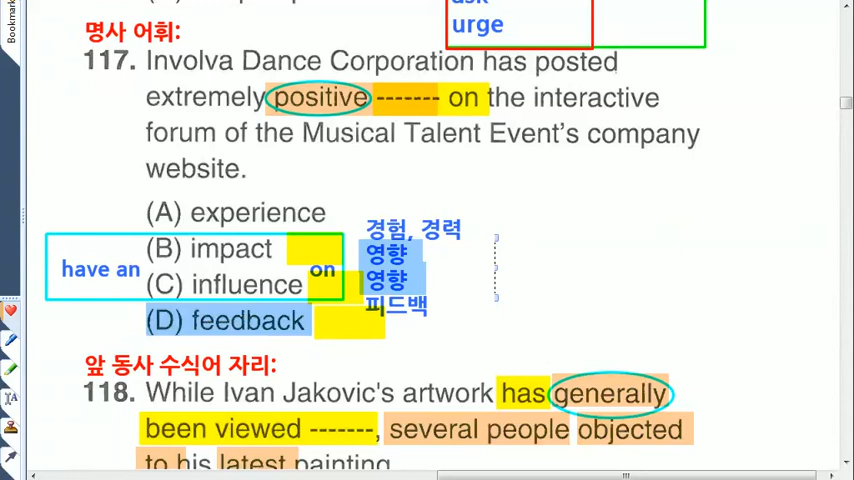 Bookmark
ask
urge
명사 어휘:
117. Involva Dance Corporation has posted
extremely positive ------- on the interactive
forum of the Musical Talent Event's company
website.
(A) experience 경험, 경력
(B) impact 영향
have an on
(C) influence 영향
(D) feedback 피드백
앞 동사 수식어 자리:
118. While Ivan Jakovic's artwork has generally
been viewed -------, several people objected
to his latest painting